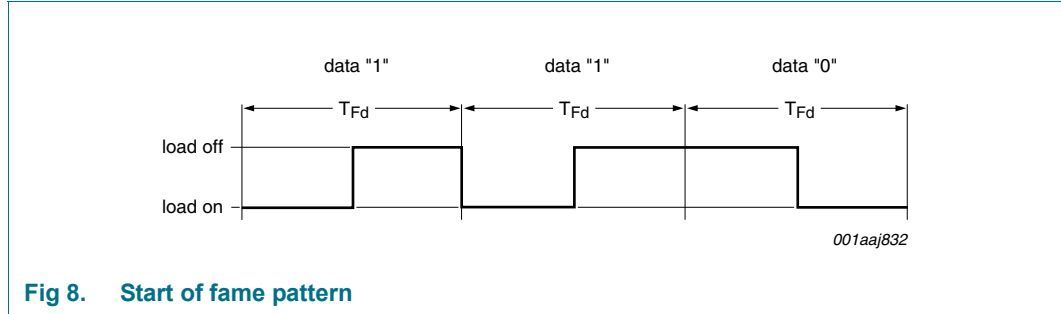 data "1" data "1" data "0"
TFd TFd TFd
load off
load on
001aaj832
Fig 8. Start of fame pattern